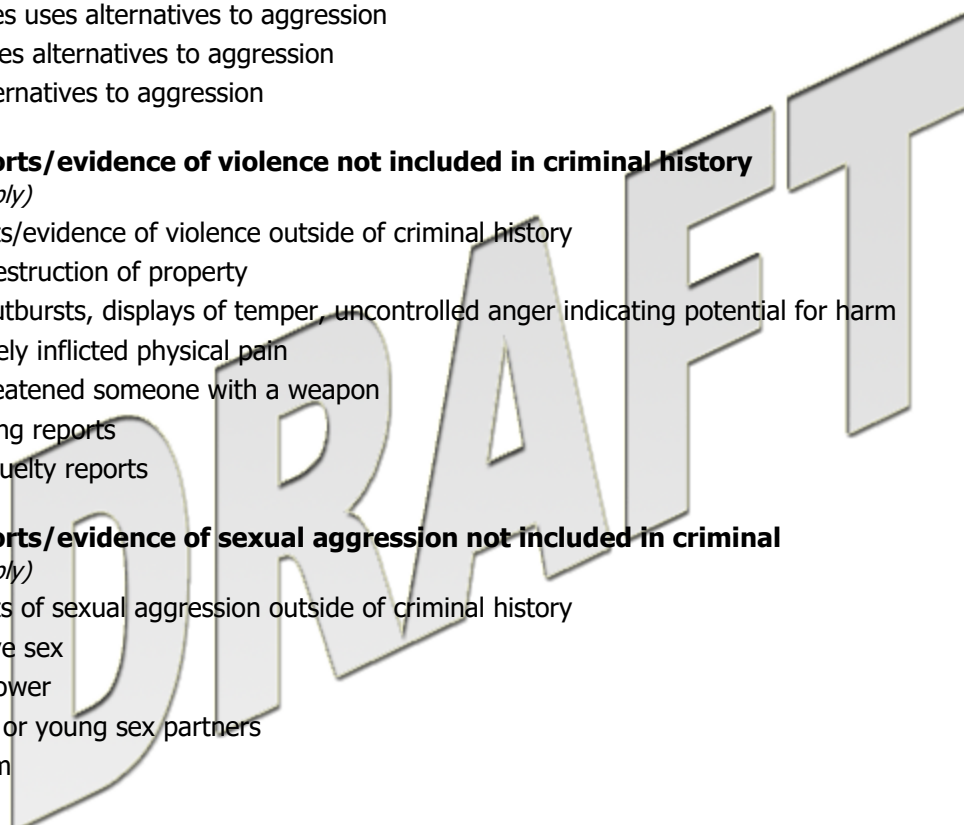 es uses alternatives to aggression
es alternatives to aggression
ernatives to aggression
orts/evidence of violence not included in criminal history
ply)
ts/evidence of violence outside of criminal history
estruction of property
utbursts, displays of temper, uncontrolled anger indicating potential for harm
ely inflicted physical pain
eatened someone with a weapon
ng reports
uelty reports
orts/evidence of sexual aggression not included in criminal
ply)
ts of sexual aggression outside of criminal history
ve sex
ower
or young sex partners
m
DRAFT